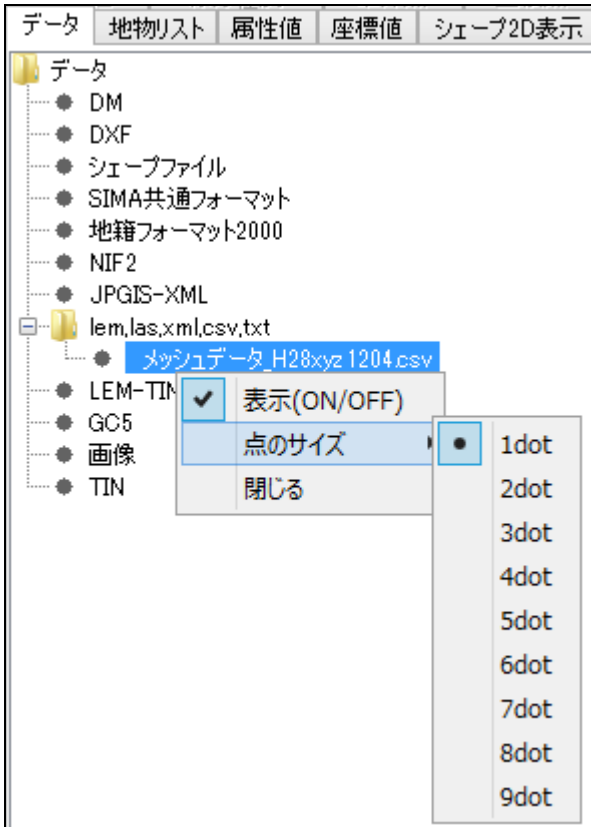 データ 地物リスト 属性値 座標値 シェープ2D表示
データ
DM
DXF
シェープファイル
SIMA共通フォーマット
地籍フォーマット2000
NIF2
JPGIS-XML
lem,las,xml,csv,txt
メッシュデータ_H28xyz 1204.csv
LEM-TIN
GC5
画像
TIN
表示(ON/OFF)
点のサイズ
閉じる
1dot
2dot
3dot
4dot
5dot
6dot
7dot
8dot
9dot